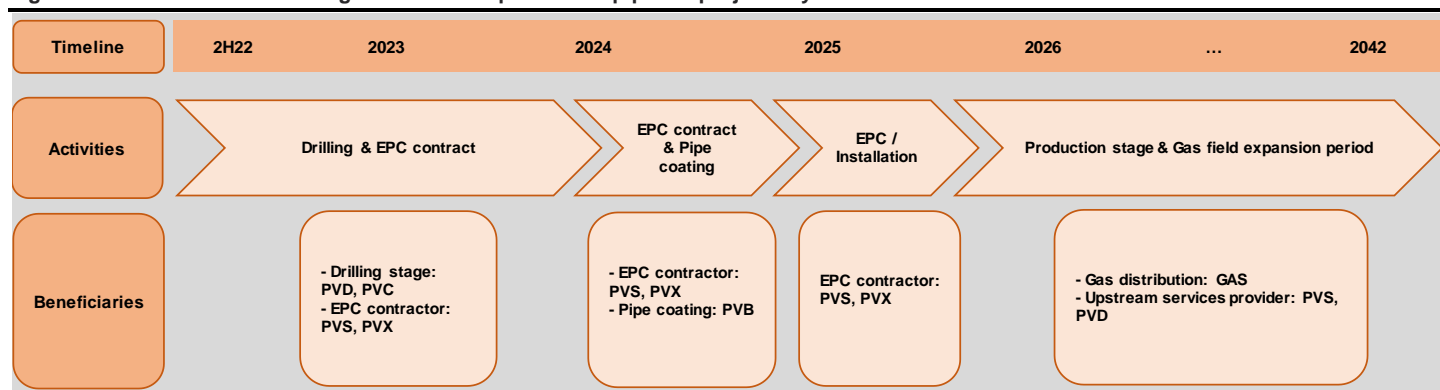 Timeline 2H22 2023 2024 2025 2026 … 2042
Activities
Drilling & EPC contract
EPC contract
& Pipe
coating
EPC /
Installation
Production stage & Gas field expansion period
Beneficiaries
- Drilling stage:
PVD, PVC
- EPC contractor:
PVS, PVX
- EPC contractor:
PVS, PVX
- Pipe coating: PVB
EPC contractor:
PVS, PVX
- Gas distribution: GAS
- Upstream services provider: PVS,
PVD